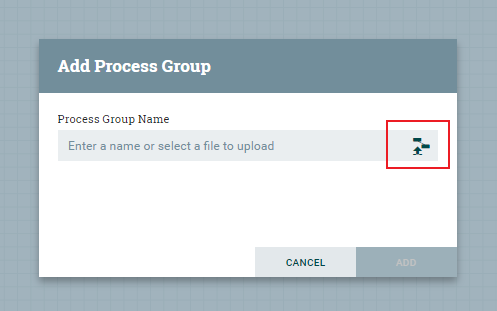 Add Process Group
Process Group Name
Enter a name or select a file to upload
CANCEL
ADD